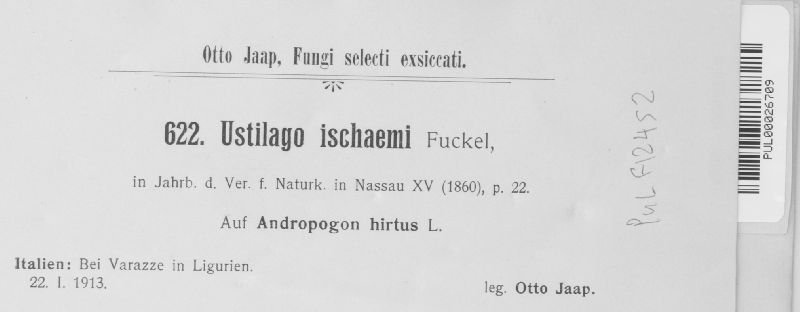 Otto Jaap, Fungi selecti exsiccati.
622. Ustilago ischaemi Fuckel,
in Jahrb. d. Ver. f. Naturk. in Nassau XV (1860), p. 22.
Auf Andropogon hirtus L.
Italien: Bei Varazze in Ligurien.
22. I. 1913.
leg. Otto Jaap.
PUL F12452
PUL00026709